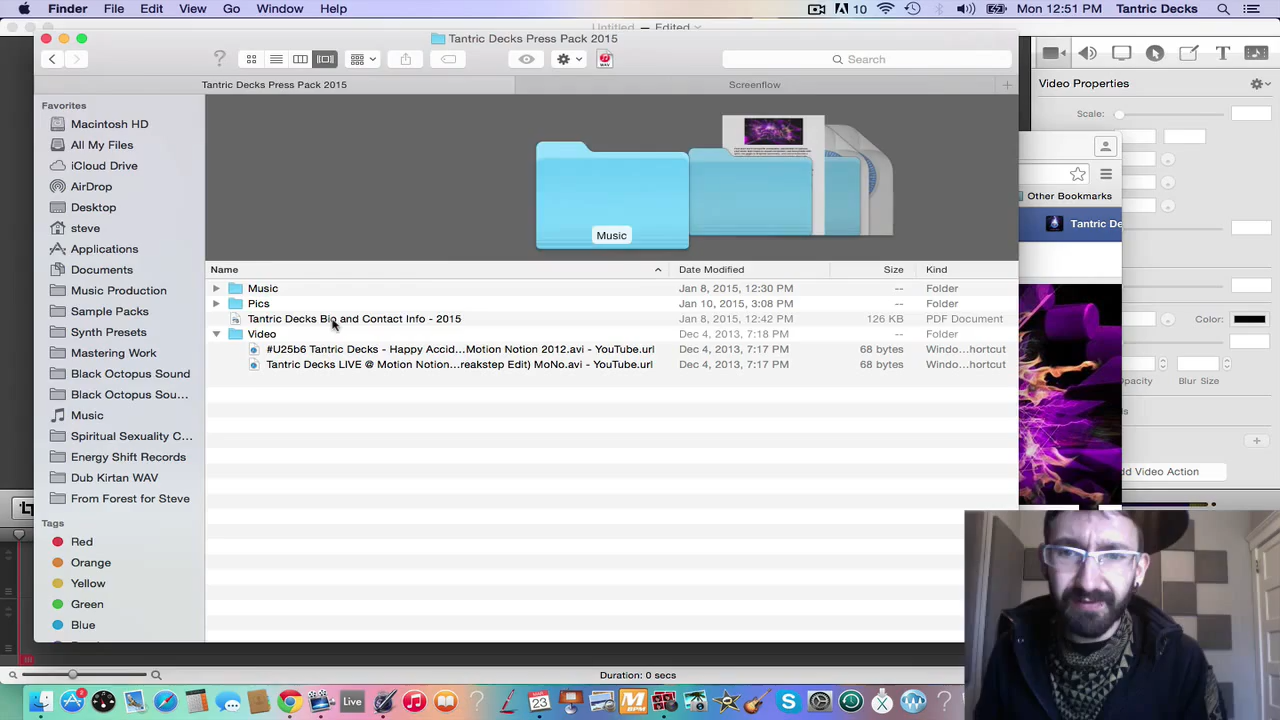 Finder File Edit View Go Window Help 10 Mon 12:51 PM Tantric Decks
Untitled — Edited
Tantric Decks Press Pack 2015
Search
Tantric Decks Press Pack 2015 Screenflow
Video Properties
Scale:
Favorites
Macintosh HD
All My Files
iCloud Drive
AirDrop
Desktop
steve
Applications
Documents
Music Production
Sample Packs
Synth Presets
Mastering Work
Black Octopus Sound
Black Octopus Sou...
Music
Spiritual Sexuality C...
Energy Shift Records
Dub Kirtan WAV
From Forest for Steve
Tags
Red
Orange
Yellow
Green
Blue
Music
Name Date Modified Size Kind
Music Jan 8, 2015, 12:30 PM -- Folder
Pics Jan 10, 2015, 3:08 PM -- Folder
Tantric Decks Bio and Contact Info - 2015 Jan 8, 2015, 12:42 PM 126 KB PDF Document
Video Dec 4, 2013, 7:18 PM -- Folder
#U25b6 Tantric Decks - Happy Accid...Motion Notion 2012.avi - YouTube.url Dec 4, 2013, 7:17 PM 68 bytes Windo...hortcut
Tantric Decks LIVE @ Motion Notion...reakstep Edit) MoNo.avi - YouTube.url Dec 4, 2013, 7:17 PM 68 bytes Windo...hortcut
Other Bookmarks
Tantric De
Color:
Opacity Blur Size
dd Video Action
Duration: 0 secs
Live
23